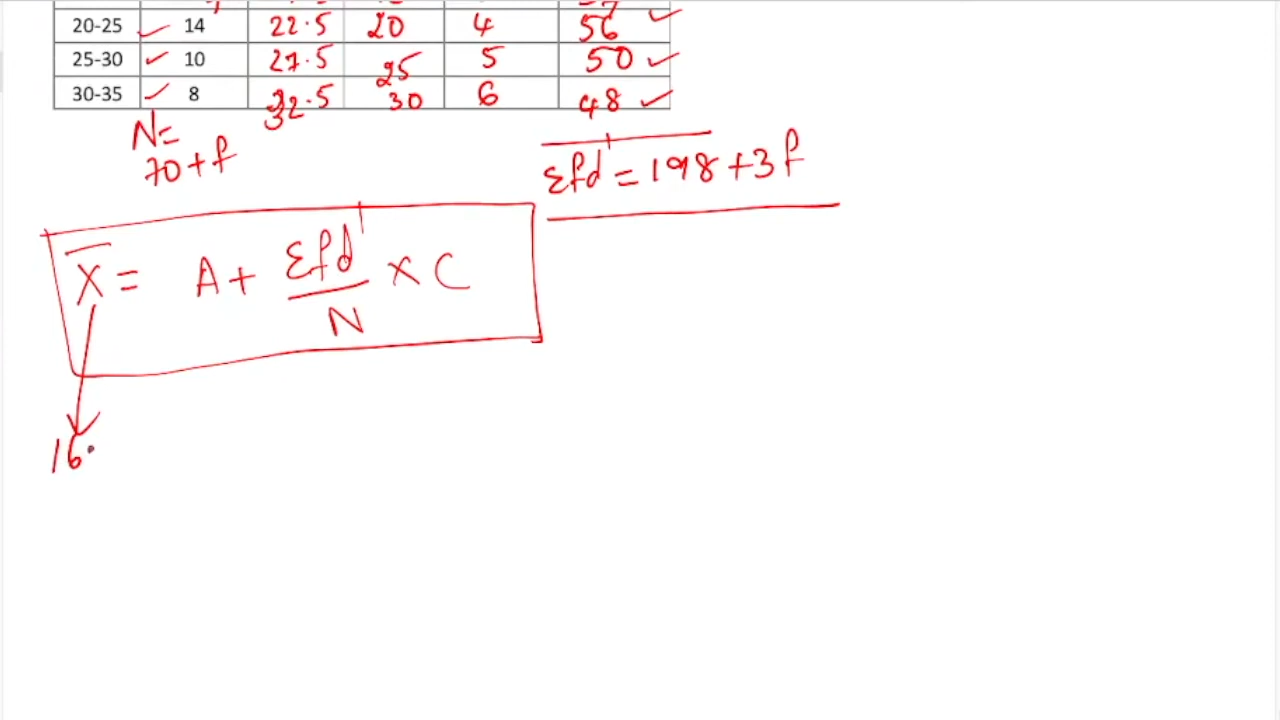 20-25 14 22.5 20 4 56
25-30 10 27.5 25 5 50
30-35 8 32.5 30 6 48
N=
70+f
Σfd' = 198+3f
X̄ = A + Σfd'/N × C
16.